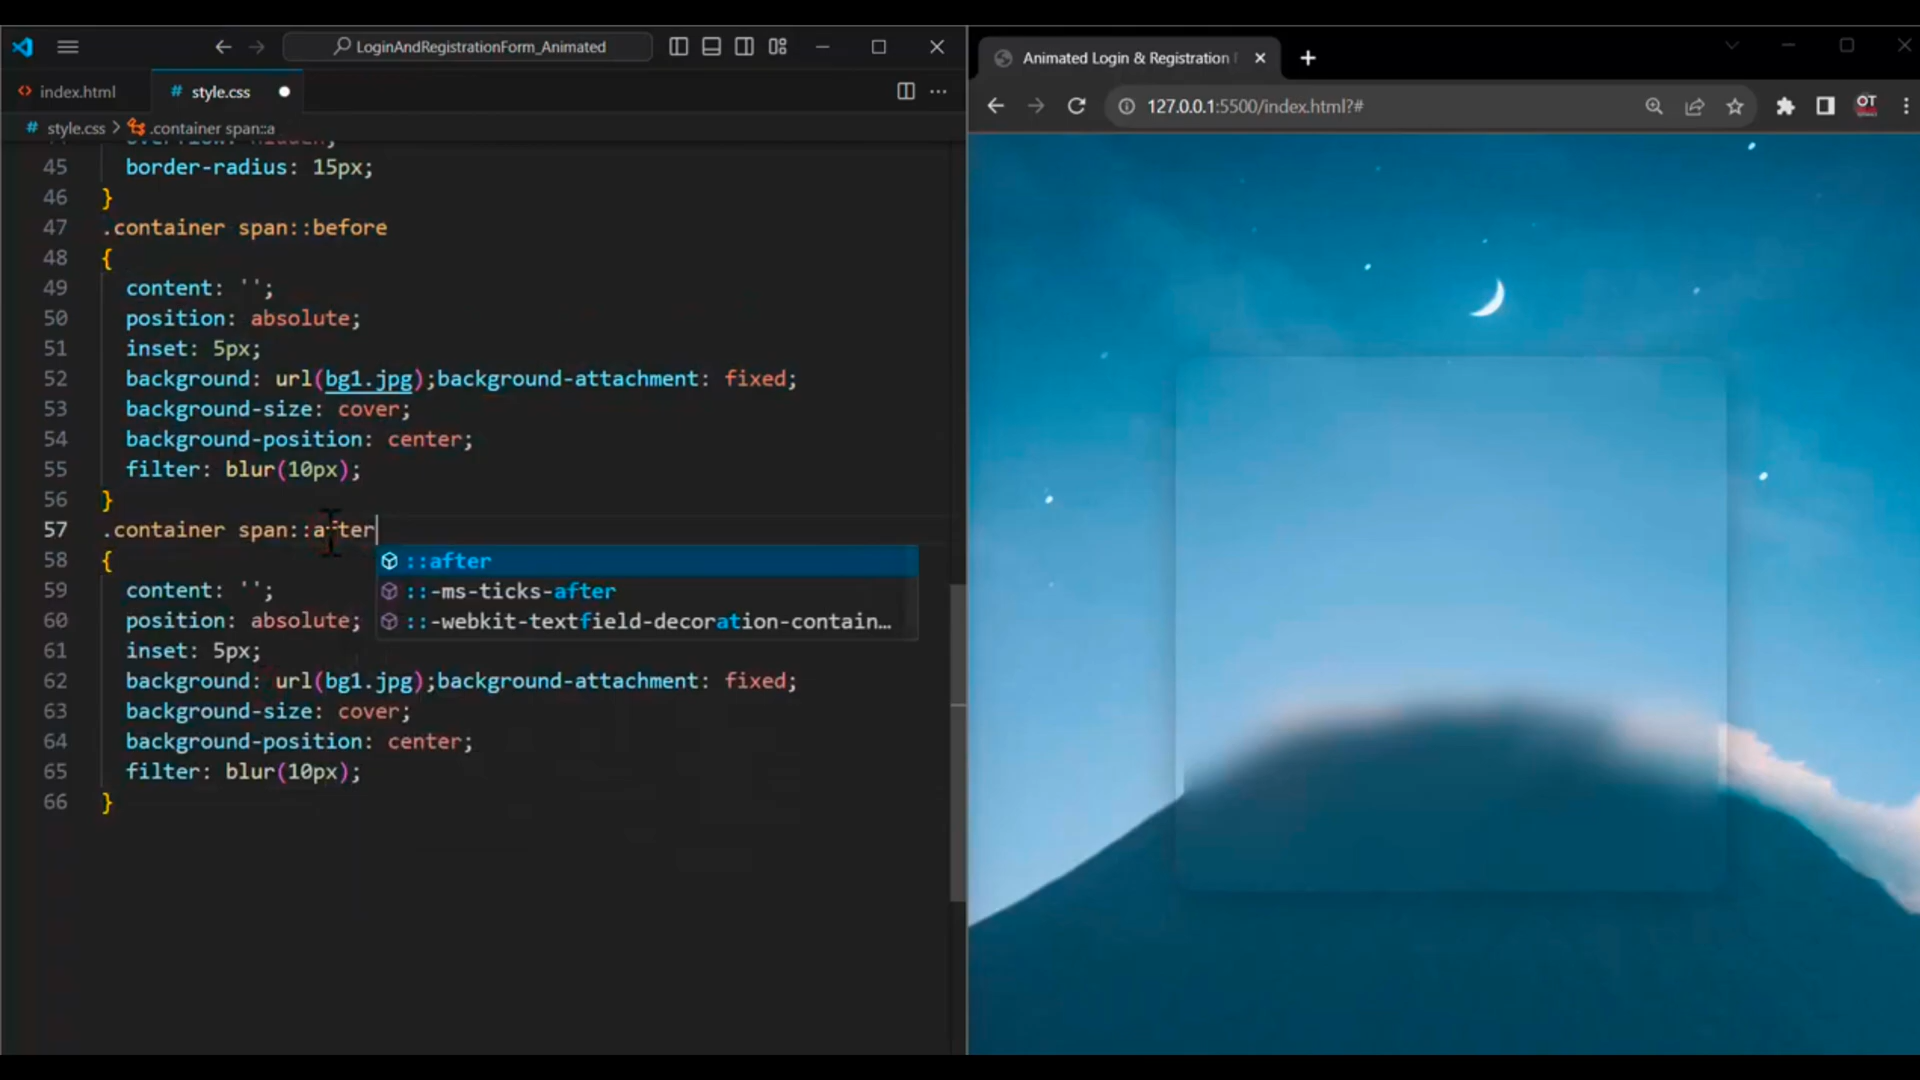 LoginAndRegistrationForm_Animated
index.html
style.css
style.css > .container span::a
overflow: hidden;
45 border-radius: 15px;
46 }
47 .container span::before
48 {
49 content: '';
50 position: absolute;
51 inset: 5px;
52 background: url(bg1.jpg);background-attachment: fixed;
53 background-size: cover;
54 background-position: center;
55 filter: blur(10px);
56 }
57 .container span::after
58 {
59 content: '';
60 position: absolute;
61 inset: 5px;
62 background: url(bg1.jpg);background-attachment: fixed;
63 background-size: cover;
64 background-position: center;
65 filter: blur(10px);
66 }
::after
::-ms-ticks-after
::-webkit-textfield-decoration-contain…
Animated Login & Registration
127.0.0.1:5500/index.html?#
OT